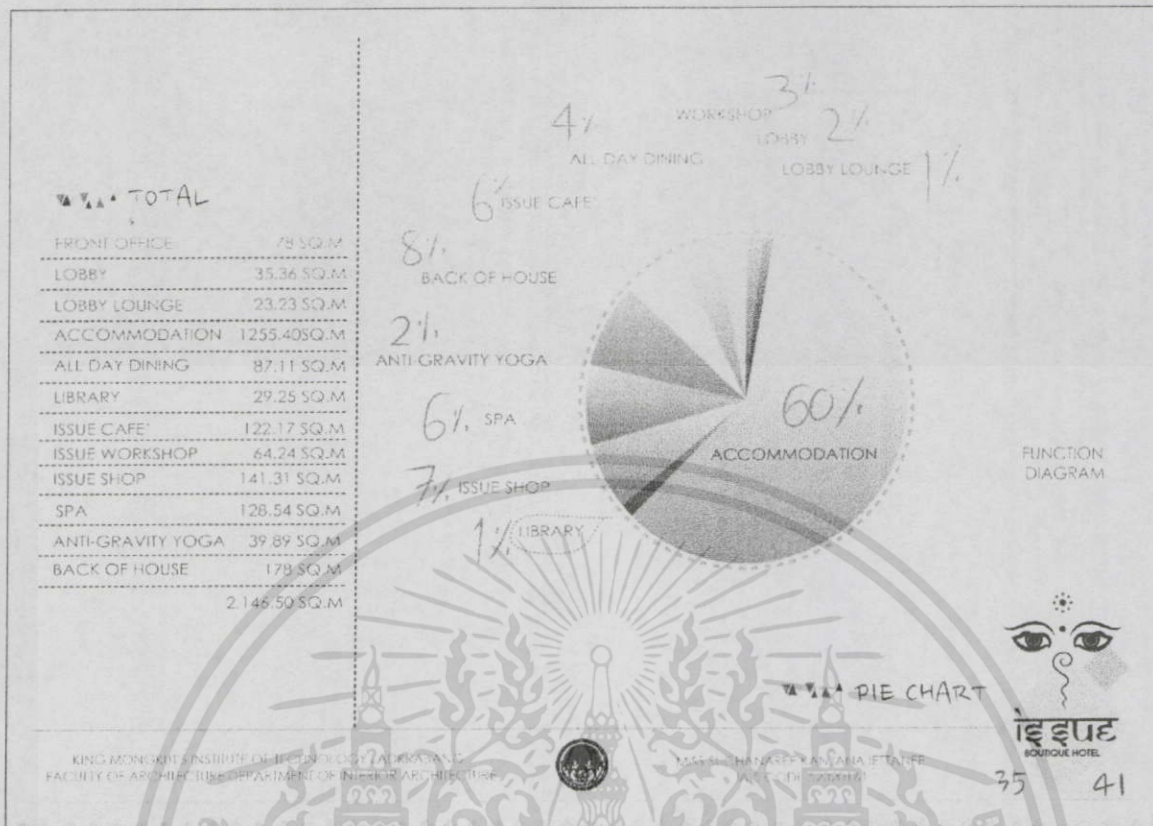 TOTAL
FRONT OFFICE 78 SQ.M
LOBBY 35.36 SQ.M
LOBBY LOUNGE 23.23 SQ.M
ACCOMMODATION 1255.40SQ.M
ALL DAY DINING 87.11 SQ.M
LIBRARY 29.25 SQ.M
ISSUE CAFE' 122.17 SQ.M
ISSUE WORKSHOP 64.24 SQ.M
ISSUE SHOP 141.31 SQ.M
SPA 128.54 SQ.M
ANTI-GRAVITY YOGA 39.89 SQ.M
BACK OF HOUSE 178 SQ.M
2,146.50 SQ.M
3%
WORKSHOP
2%
LOBBY
1%
LOBBY LOUNGE
4%
ALL DAY DINING
6% ISSUE CAFE'
8%
BACK OF HOUSE
2%
ANTI-GRAVITY YOGA
6% SPA
7% ISSUE SHOP
1% LIBRARY
60%
ACCOMMODATION
FUNCTION
DIAGRAM
PIE CHART
issue
BOUTIQUE HOTEL
KING MONGKUT'S INSTITUTE OF TECHNOLOGY LADKRABANG
FACULTY OF ARCHITECTURE DEPARTMENT OF INTERIOR ARCHITECTURE
35 41